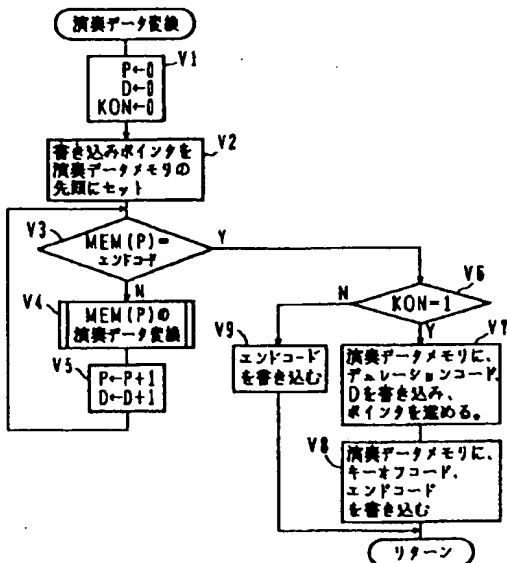 演奏データ変換
V1
P←0
D←0
KON←0
V2
書き込みポインタを
演奏データメモリの
先頭にセット
V3
MEM(P)=
エンドコード
Y
N
V4
MEM(P)の
演奏データ変換
V5
P←P+1
D←D+1
V6
KON=1
N
Y
V9
エンドコード
を書き込む
V7
演奏データメモリに、
デュレーションコード、
Dを書き込み、
ポインタを進める。
V8
演奏データメモリに、
キーオフコード、
エンドコード
を書き込む
リターン